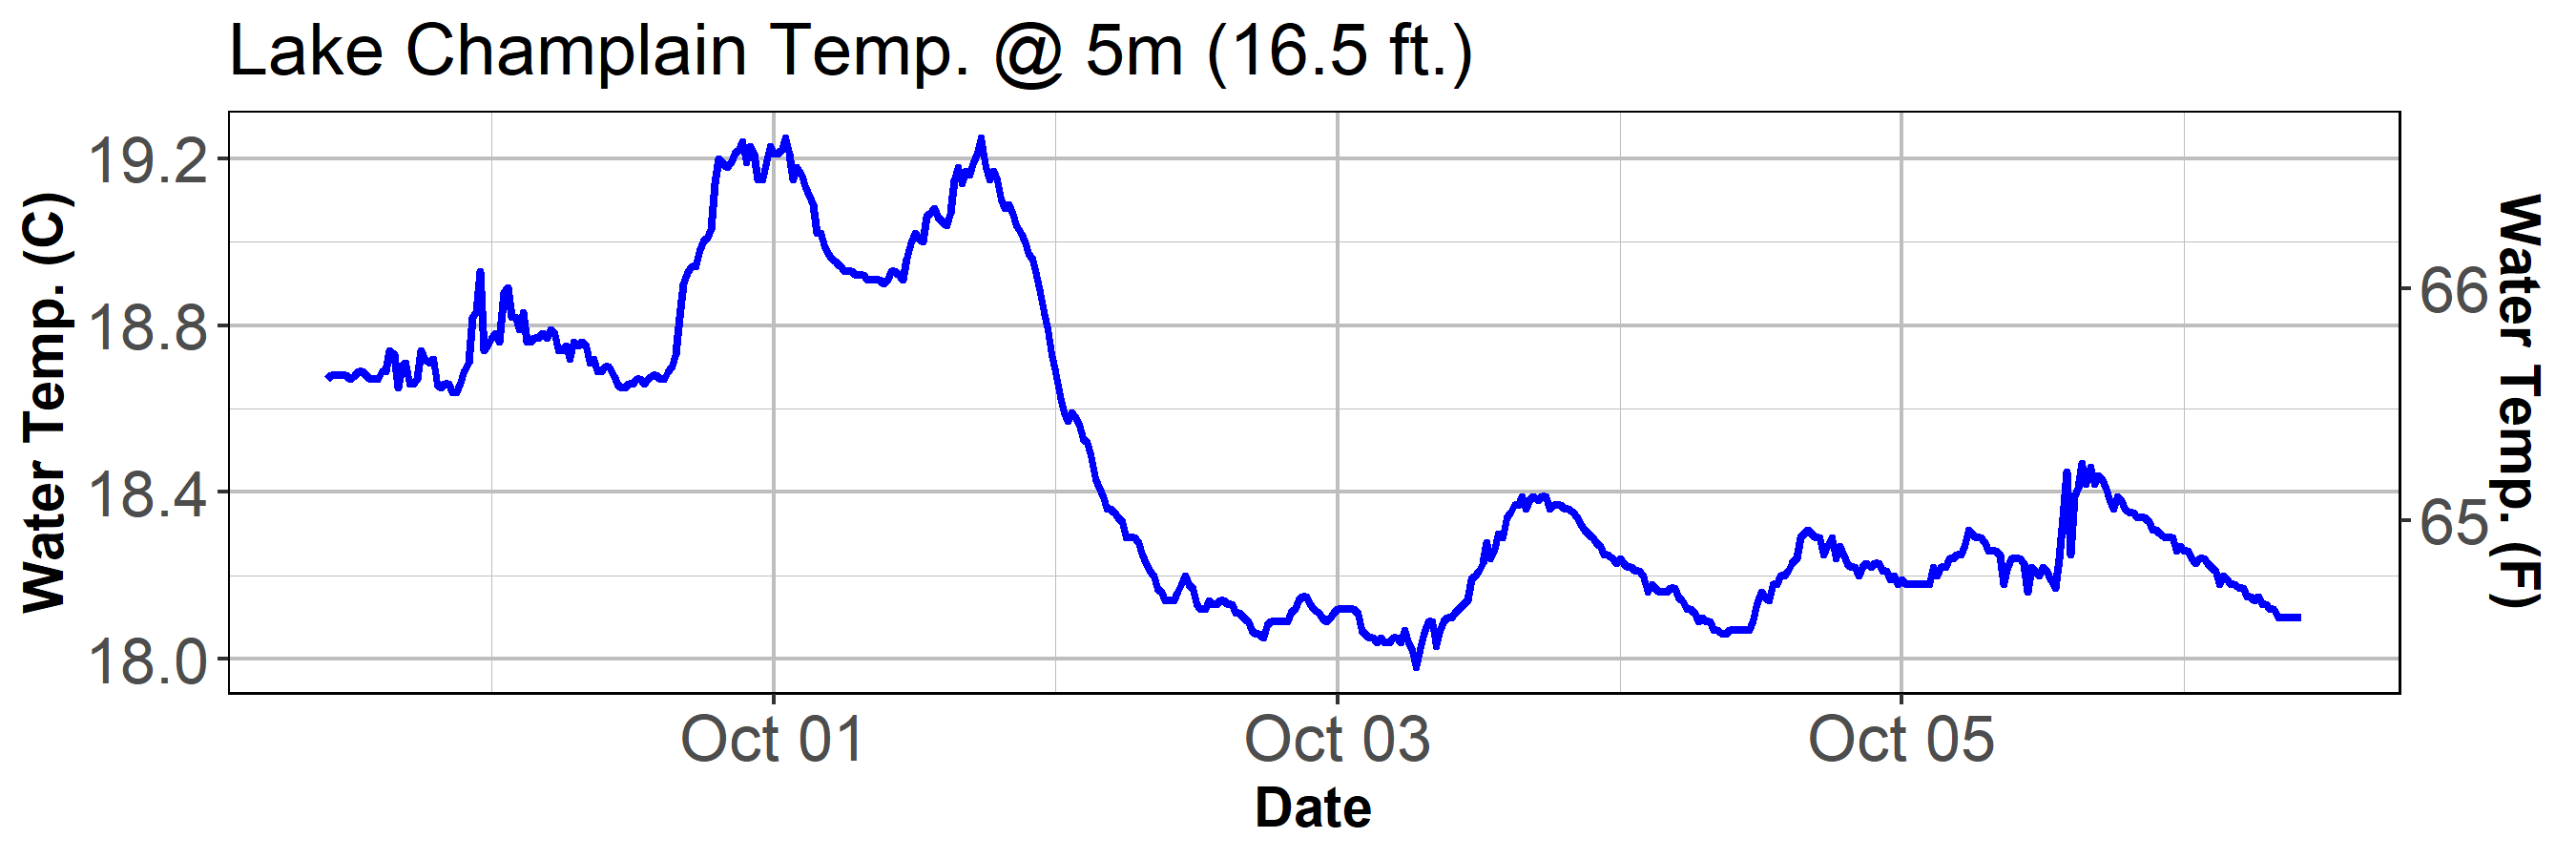 Lake Champlain Temp. @ 5m (16.5 ft.)
Water Temp. (C)
19.2
18.8
18.4
18.0
66
65
Water Temp. (F)
Oct 01
Oct 03
Oct 05
Date